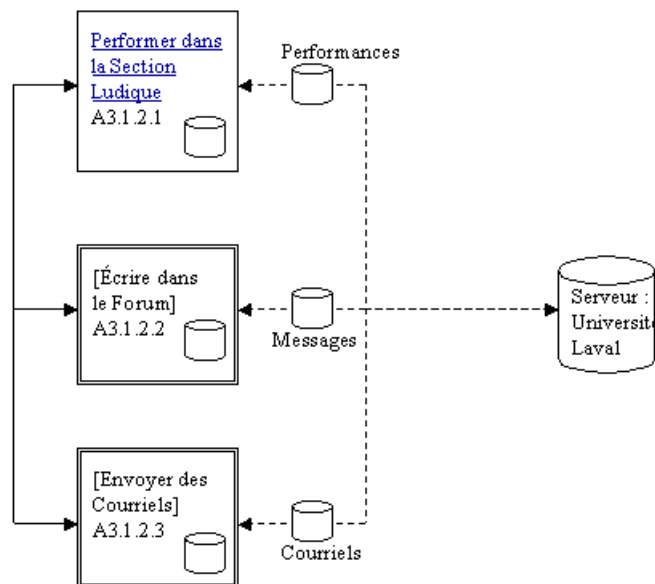 Performer dans
la Section
Ludique
A3.1.2.1
Performances
[Écrire dans
le Forum]
A3.1.2.2
Messages
Serveur :
Université
Laval
[Envoyer des
Courriels]
A3.1.2.3
Courriels